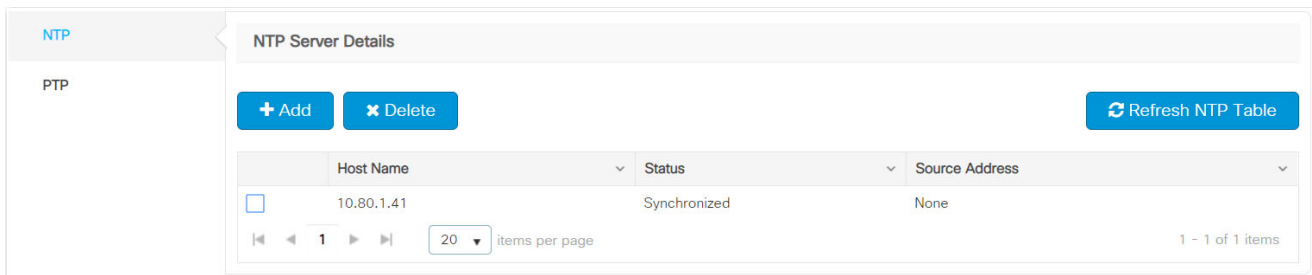 NTP
PTP
NTP Server Details
Add
Delete
Refresh NTP Table
Host Name Status Source Address
10.80.1.41 Synchronized None
1 20 items per page 1 - 1 of 1 items